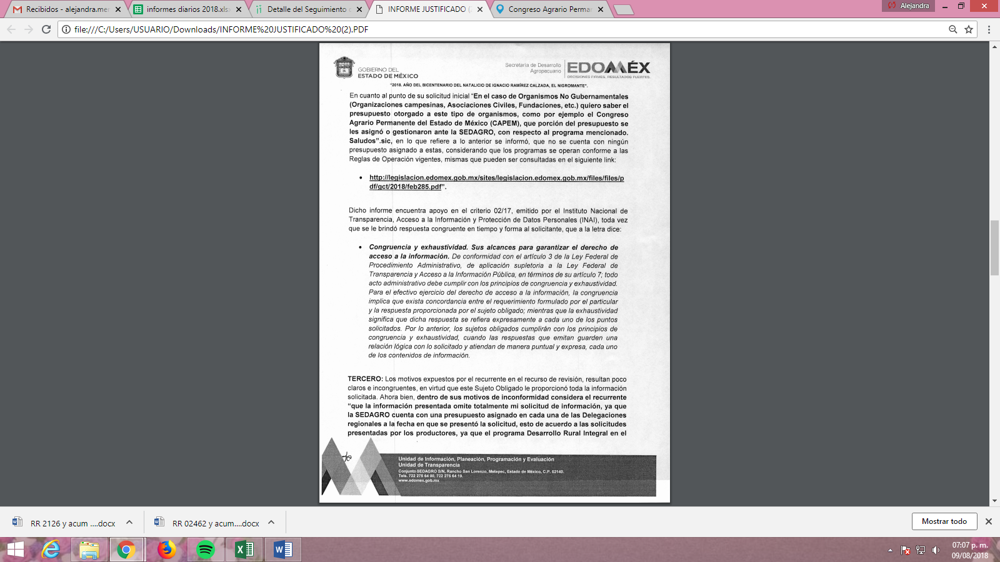 Recibidos - alejandra.me
informes diarios 2018.xls
Detalle del Seguimiento
INFORME JUSTIFICADO
Congreso Agrario Perma
Alejandra
file:///C:/Users/USUARIO/Downloads/INFORME%20JUSTIFICADO%20(2).PDF
GOBIERNO DEL
ESTADO DE MÉXICO
Secretaría de Desarrollo
Agropecuario
EDOMÉX
DECISIONES FIRMES, RESULTADOS FUERTES.
"2018. AÑO DEL BICENTENARIO DEL NATALICIO DE IGNACIO RAMÍREZ CALZADA, EL NIGROMANTE".
En cuanto al punto de su solicitud inicial "En el caso de Organismos No Gubernamentales
(Organizaciones campesinas, Asociaciones Civiles, Fundaciones, etc.) quiero saber el
presupuesto otorgado a este tipo de organismos, como por ejemplo el Congreso
Agrario Permanente del Estado de México (CAPEM), que porción del presupuesto se
les asignó o gestionaron ante la SEDAGRO, con respecto al programa mencionado.
Saludos".sic, en lo que refiere a lo anterior se informó, que no se cuenta con ningún
presupuesto asignado a estas, considerando que los programas se operan conforme a las
Reglas de Operación vigentes, mismas que pueden ser consultadas en el siguiente link:
• http://legislacion.edomex.gob.mx/sites/legislacion.edomex.gob.mx/files/files/p
df/gct/2018/feb285.pdf".
Dicho informe encuentra apoyo en el criterio 02/17, emitido por el Instituto Nacional de
Transparencia, Acceso a la Información y Protección de Datos Personales (INAI), toda vez
que se le brindó respuesta congruente en tiempo y forma al solicitante, que a la letra dice:
• Congruencia y exhaustividad. Sus alcances para garantizar el derecho de
acceso a la información. De conformidad con el artículo 3 de la Ley Federal de
Procedimiento Administrativo, de aplicación supletoria a la Ley Federal de
Transparencia y Acceso a la Información Pública, en términos de su artículo 7; todo
acto administrativo debe cumplir con los principios de congruencia y exhaustividad.
Para el efectivo ejercicio del derecho de acceso a la información, la congruencia
implica que exista concordancia entre el requerimiento formulado por el particular
y la respuesta proporcionada por el sujeto obligado; mientras que la exhaustividad
significa que dicha respuesta se refiera expresamente a cada uno de los puntos
solicitados. Por lo anterior, los sujetos obligados cumplirán con los principios de
congruencia y exhaustividad, cuando las respuestas que emitan guarden una
relación lógica con lo solicitado y atiendan de manera puntual y expresa, cada uno
de los contenidos de información.
TERCERO: Los motivos expuestos por el recurrente en el recurso de revisión, resultan poco
claros e incongruentes, en virtud que este Sujeto Obligado le proporcionó toda la información
solicitada. Ahora bien, dentro de sus motivos de inconformidad considera el recurrente
"que la información presentada omite totalmente mi solicitud de información, ya que
la SEDAGRO cuenta con una presupuesto asignado en cada una de las Delegaciones
regionales a la fecha en que se presentó la solicitud, esto de acuerdo a las solicitudes
presentadas por los productores, ya que el programa Desarrollo Rural Integral en el
Unidad de Información, Planeación, Programación y Evaluación
Unidad de Transparencia
Conjunto SEDAGRO S/N, Rancho San Lorenzo, Metepec, Estado de México, C.P. 52140.
Tels. 722 275 64 00, 722 275 64 19.
www.edomex.gob.mx
RR 2126 y acum ....docx
RR 02462 y acum....docx
Mostrar todo
07:07 p. m.
09/08/2018